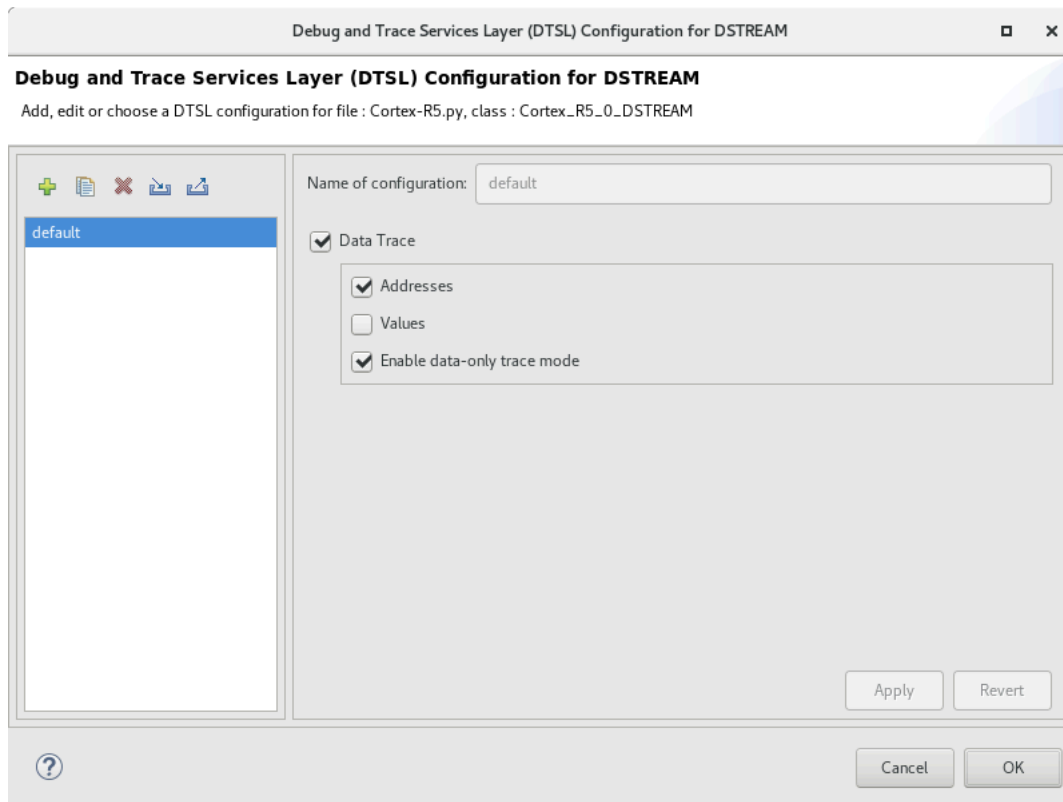 Debug and Trace Services Layer (DTSL) Configuration for DSTREAM
Debug and Trace Services Layer (DTSL) Configuration for DSTREAM
Add, edit or choose a DTSL configuration for file : Cortex-R5.py, class : Cortex_R5_0_DSTREAM
default
Name of configuration: default
Data Trace
Addresses
Values
Enable data-only trace mode
Apply Revert
Cancel OK